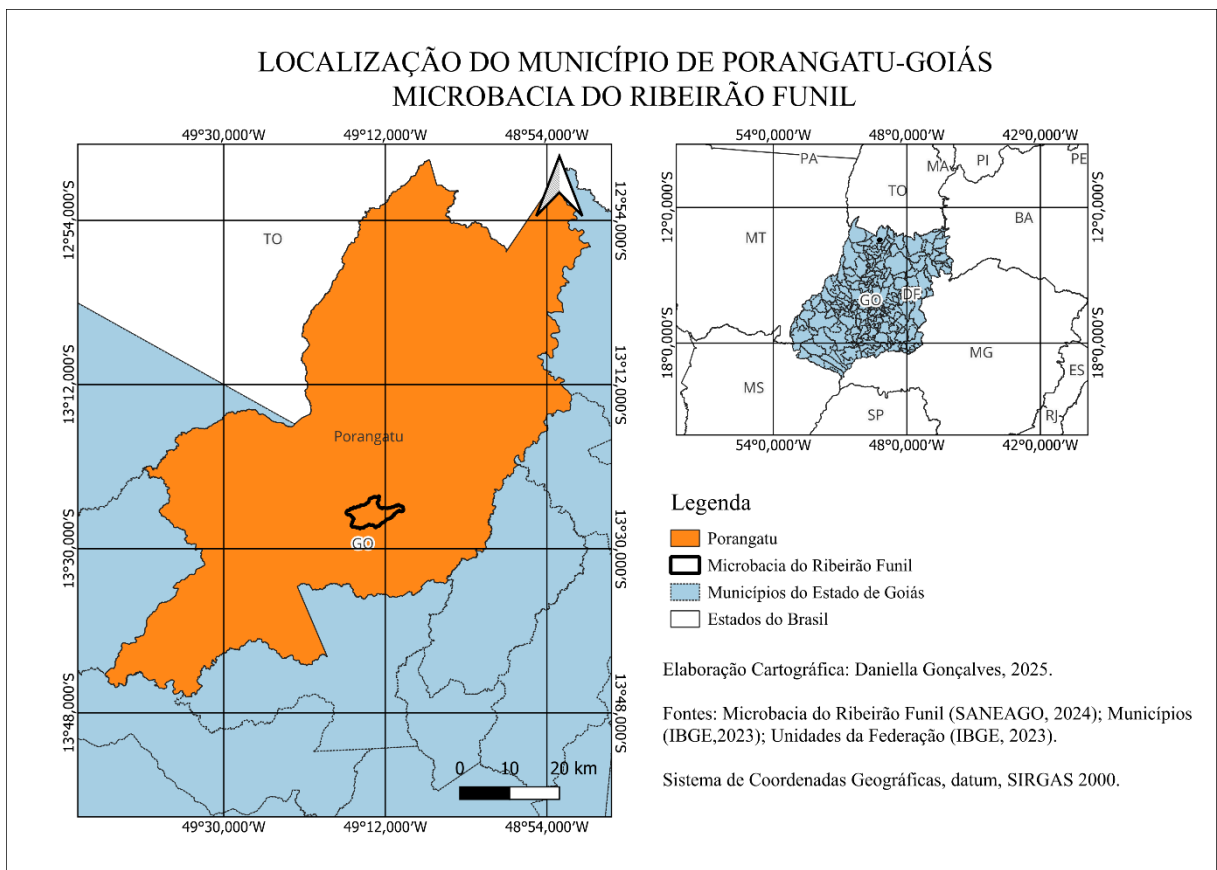 LOCALIZAÇÃO DO MUNICÍPIO DE PORANGATU-GOIÁS
MICROBACIA DO RIBEIRÃO FUNIL
49°30,000'W 49°12,000'W 48°54,000'W
12°54,000'S
13°12,000'S
13°30,000'S
13°48,000'S
TO
Porangatu
GO
12°54,000'S
13°12,000'S
13°30,000'S
13°48,000'S
0 10 20 km
49°30,000'W 49°12,000'W 48°54,000'W
54°0,000'W 48°0,000'W 42°0,000'W
12°0,000'S
18°0,000'S
PA
MA
PI
PE
TO
MT
BA
GO
DF
MG
MS
ES
SP
RJ
12°0,000'S
18°0,000'S
54°0,000'W 48°0,000'W 42°0,000'W
Legenda
Porangatu
Microbacia do Ribeirão Funil
Municípios do Estado de Goiás
Estados do Brasil
Elaboração Cartográfica: Daniella Gonçalves, 2025.
Fontes: Microbacia do Ribeirão Funil (SANEAGO, 2024); Municípios
(IBGE,2023); Unidades da Federação (IBGE, 2023).
Sistema de Coordenadas Geográficas, datum, SIRGAS 2000.